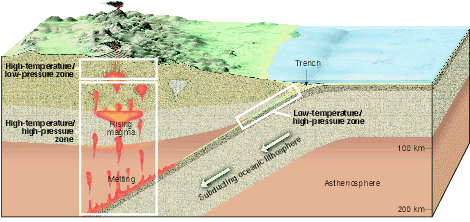 High-temperature/
low-pressure zone
Trench
High-temperature/
high-pressure zone
Rising
magma
Low-temperature/
high-pressure zone
100 km
Melting
Subducting oceanic lithosphere
Asthenosphere
200 km